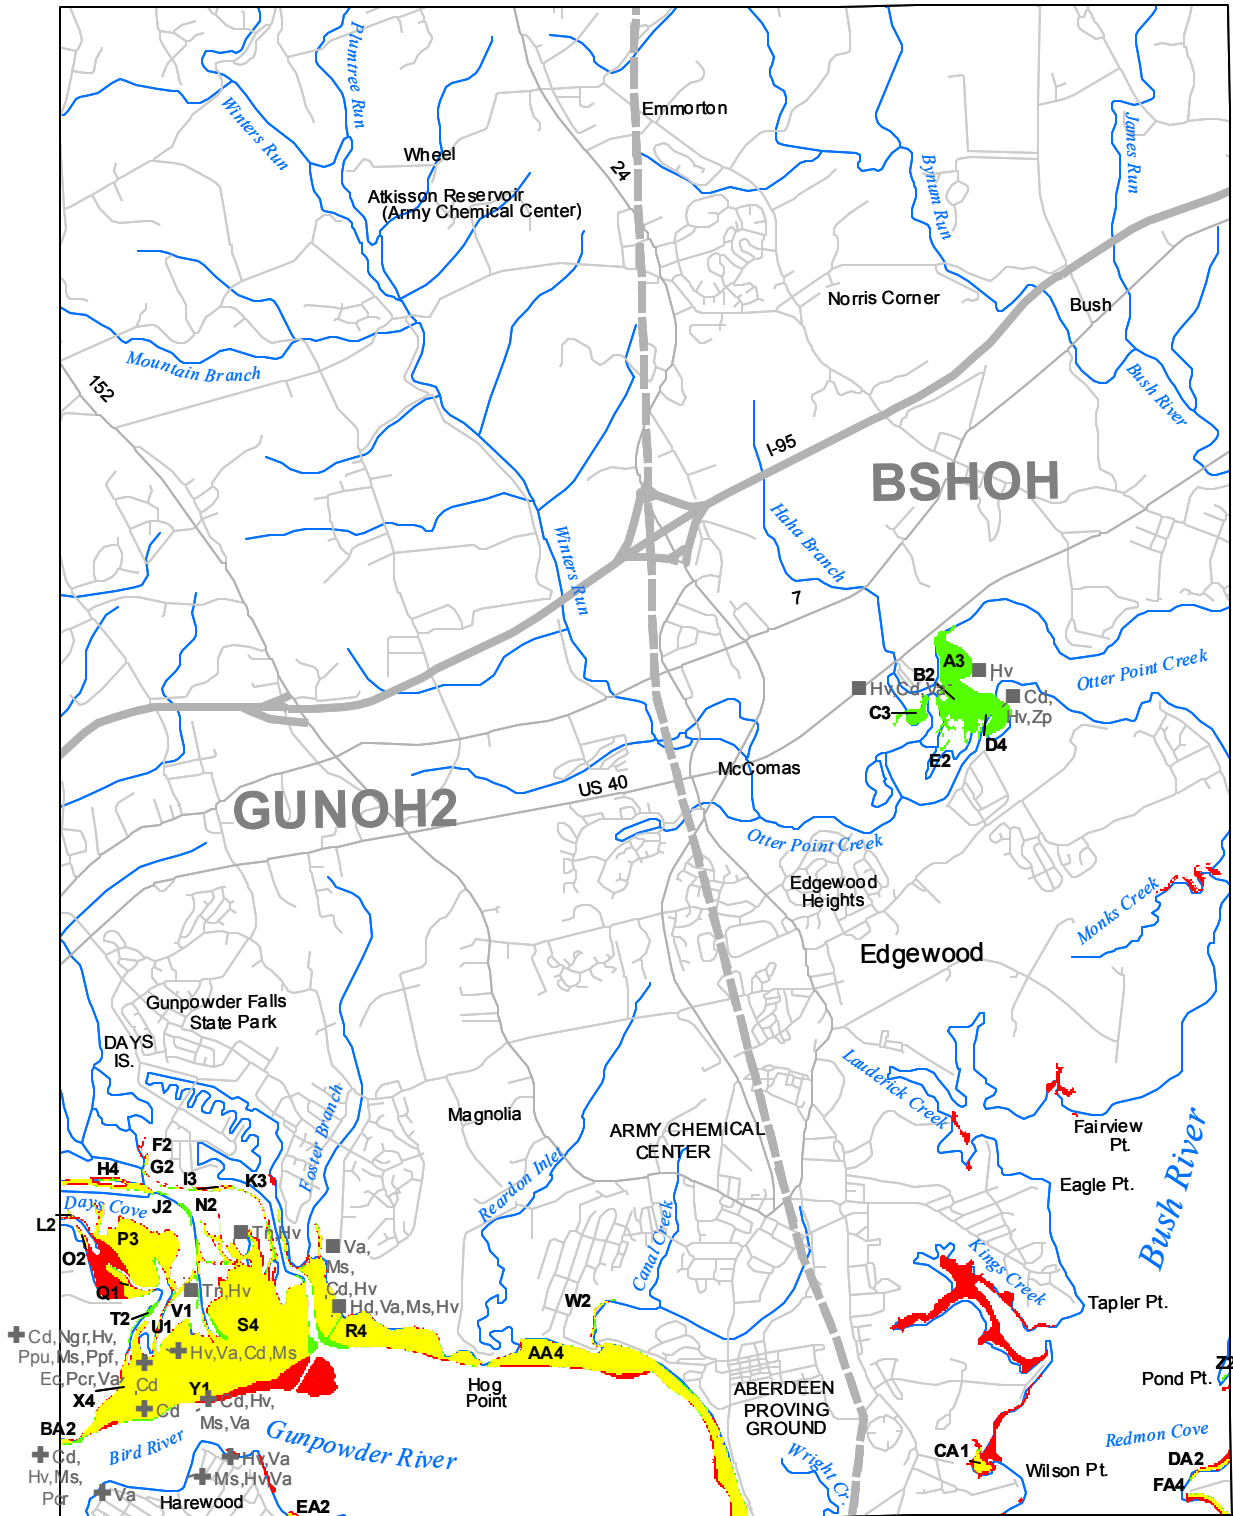 Plumtree Run
Winters Run
Emmorton
Wheel
24
James Run
Bynum Run
Atkisson Reservoir
(Army Chemical Center)
Norris Corner
Bush
Mountain Branch
152
Bush River
I-95
BSHOH
Haha Branch
Winters Run
7
A3
B2
Hv
Otter Point Creek
Hv,Cd,Va
Cd,
Hv,Zp
C3
D4
E2
McComas
US 40
GUNOH2
Otter Point Creek
Edgewood
Heights
Monks Creek
Edgewood
Gunpowder Falls
State Park
DAYS
IS.
Lauderick Creek
Foster Branch
Magnolia
ARMY CHEMICAL
CENTER
Fairview
Pt.
Bush River
F2
G2
H4
I3
K3
Reardon Inlet
Eagle Pt.
Days Cove
J2
N2
L2
P3
Tn,Hv
Va,
Ms,
Cd,Hv
Canal Creek
Kings Creek
O2
Q1
Tn,Hv
Hd,Va,Ms,Hv
W2
Tapler Pt.
T2
V1
U1
S4
R4
Cd,Ngr,Hv,
Ppu,Ms,Ppf,
Ec,Pcr,Va
Hv,Va,Cd,Ms
AA4
Z2
Cd
X4
Y1
Hog
Point
ABERDEEN
PROVING
GROUND
Pond Pt.
Cd
Cd,Hv,
Ms,Va
BA2
Bird River
Gunpowder River
Redmon Cove
Cd,
Hv,Ms,
Pcr
Hv,Va
Ms,Hv,Va
Wright Cr.
CA1
Wilson Pt.
DA2
FA4
Va
Harewood
EA2